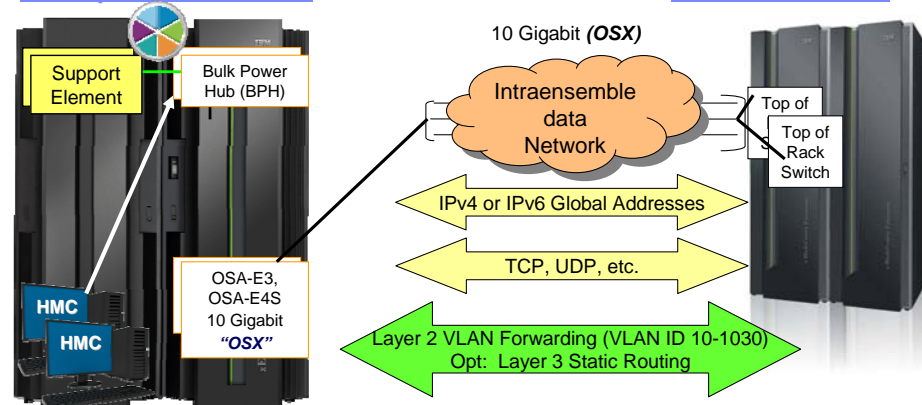 10 Gigabit (OSX)
Support
Element
Bulk Power
Hub (BPH)
Intraensemble
data
Network
Top of
Top of
Rack
Switch
IPv4 or IPv6 Global Addresses
TCP, UDP, etc.
OSA-E3,
OSA-E4S
10 Gigabit
"OSX"
HMC
HMC
Layer 2 VLAN Forwarding (VLAN ID 10-1030)
Opt: Layer 3 Static Routing